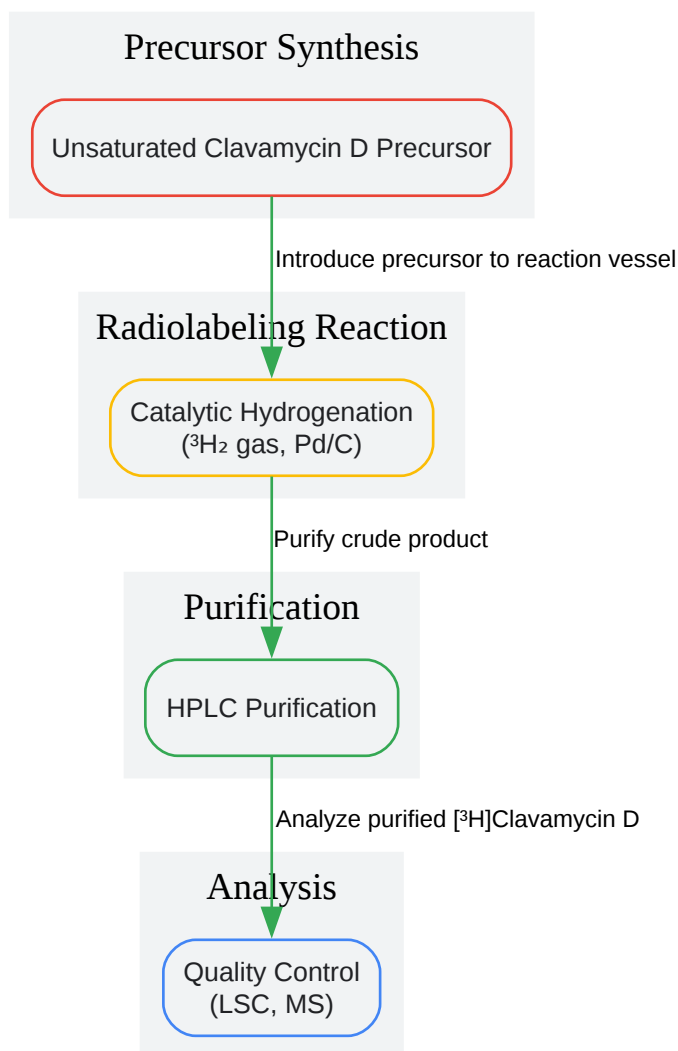 Precursor Synthesis
Unsaturated Clavamycin D Precursor
Introduce precursor to reaction vessel
Radiolabeling Reaction
Catalytic Hydrogenation
(³H₂ gas, Pd/C)
Purify crude product
Purification
HPLC Purification
Analyze purified [³H]Clavamycin D
Analysis
Quality Control
(LSC, MS)